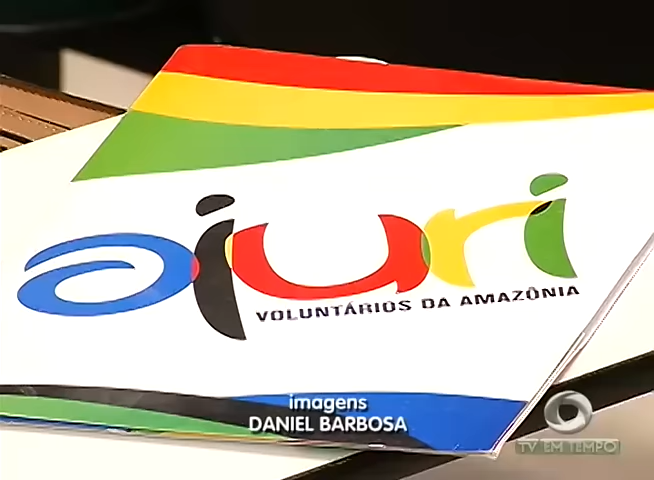 ajuri
VOLUNTÁRIOS DA AMAZÔNIA
imagens
DANIEL BARBOSA
TV EM TEMPO